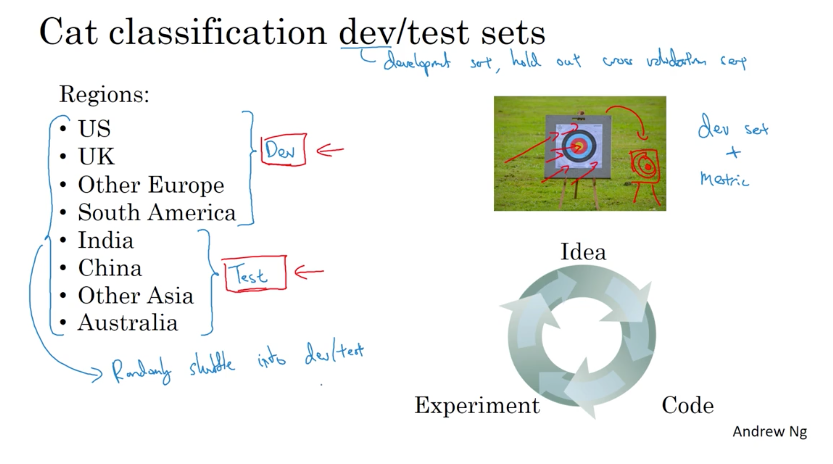 Cat classification dev/test sets
development set, hold out cross validation
Regions:
• US
• UK
• Other Europe
• South America
• India
• China
• Other Asia
• Australia
Dev
Test
Randomly shuffle into dev/test
dev set
+
metric
Idea
Experiment
Code
Andrew Ng